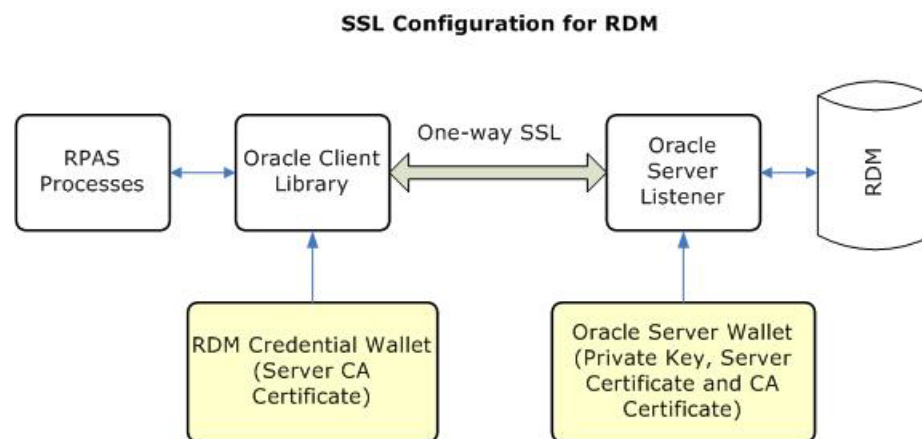 SSL Configuration for RDM
RPAS
Processes
Oracle Client
Library
One-way SSL
Oracle
Server
Listener
RDM
RDM Credential Wallet
(Server CA
Certificate)
Oracle Server Wallet
(Private Key, Server
Certificate and CA
Certificate)